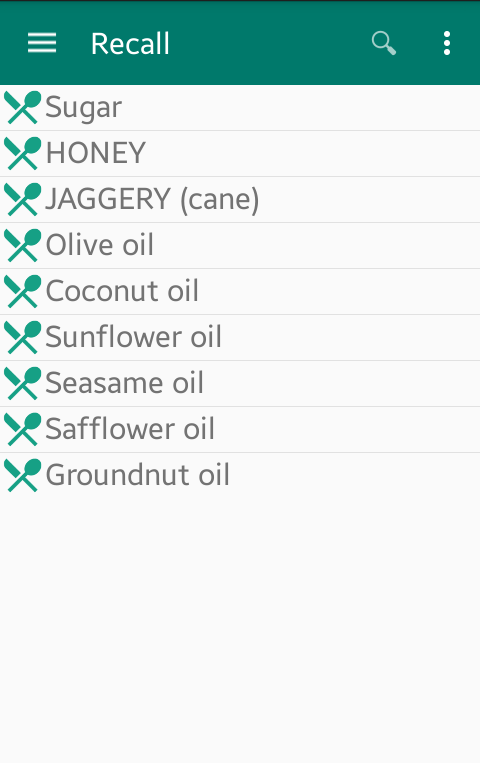 Recall
Sugar
HONEY
JAGGERY (cane)
Olive oil
Coconut oil
Sunflower oil
Seasame oil
Safflower oil
Groundnut oil